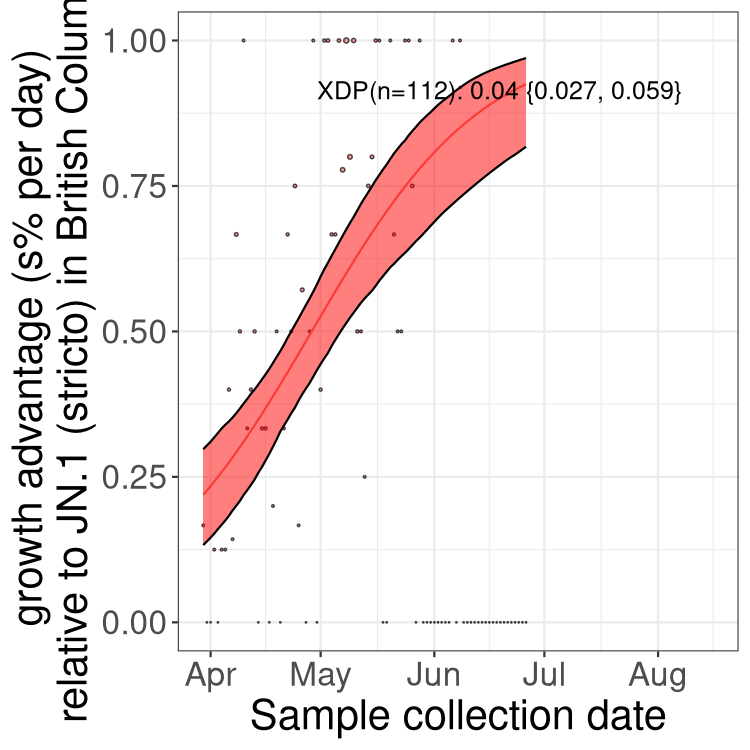 growth advantage (s% per day)
relative to JN.1 (stricto) in British Colum
1.00
0.75
0.50
0.25
0.00
XDP(n=112): 0.04 {0.027, 0.059}
Apr May Jun Jul Aug
Sample collection date